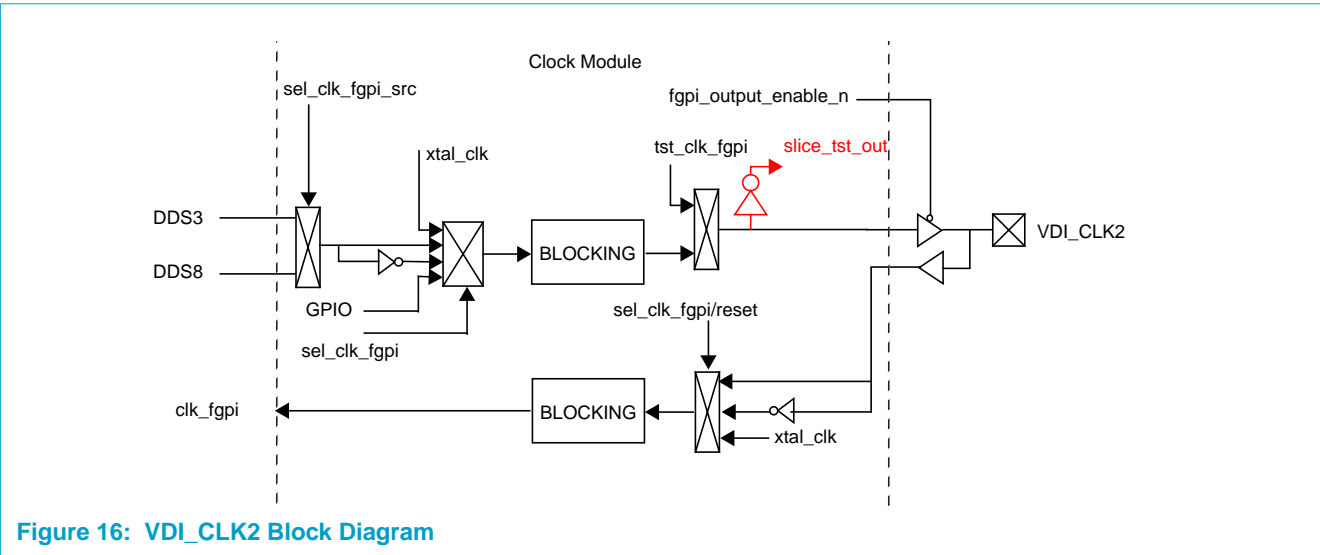 Clock Module
sel_clk_fgpi_src
fgpi_output_enable_n
xtal_clk
tst_clk_fgpi
slice_tst_out
DDS3
VDI_CLK2
BLOCKING
DDS8
GPIO
sel_clk_fgpi/reset
sel_clk_fgpi
clk_fgpi
BLOCKING
xtal_clk
Figure 16: VDI_CLK2 Block Diagram